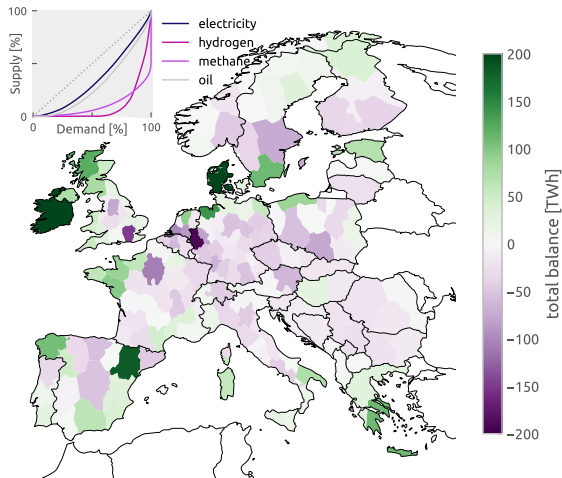 100
Supply [%]
0
0
100
Demand [%]
electricity
hydrogen
methane
oil
200
150
100
50
0
−50
−100
−150
−200
total balance [TWh]